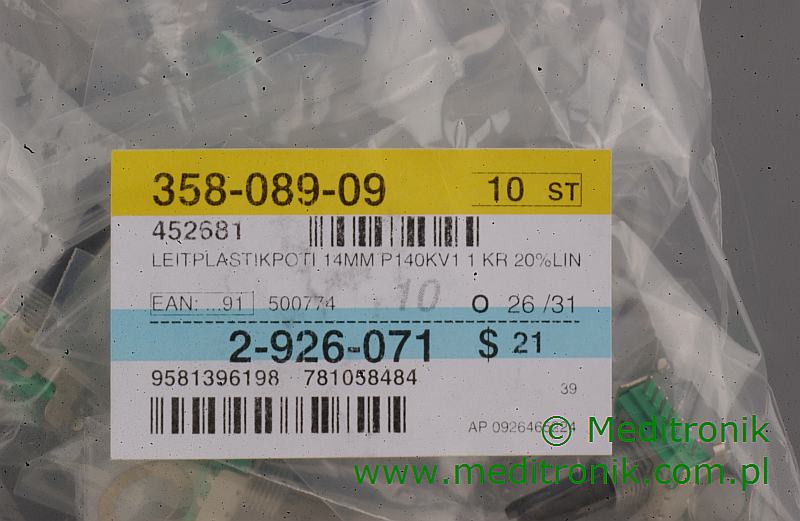 358-089-09 10 ST
452681
LEITPLASTIKPOTI 14MM P140KV1 1 KR 20%LIN
10
EAN: ...91 500774 O 26 /31
2-926-071 $ 21
9581396198 781058484
39
AP 0926465824
© Meditronik
www.meditronik.com.pl